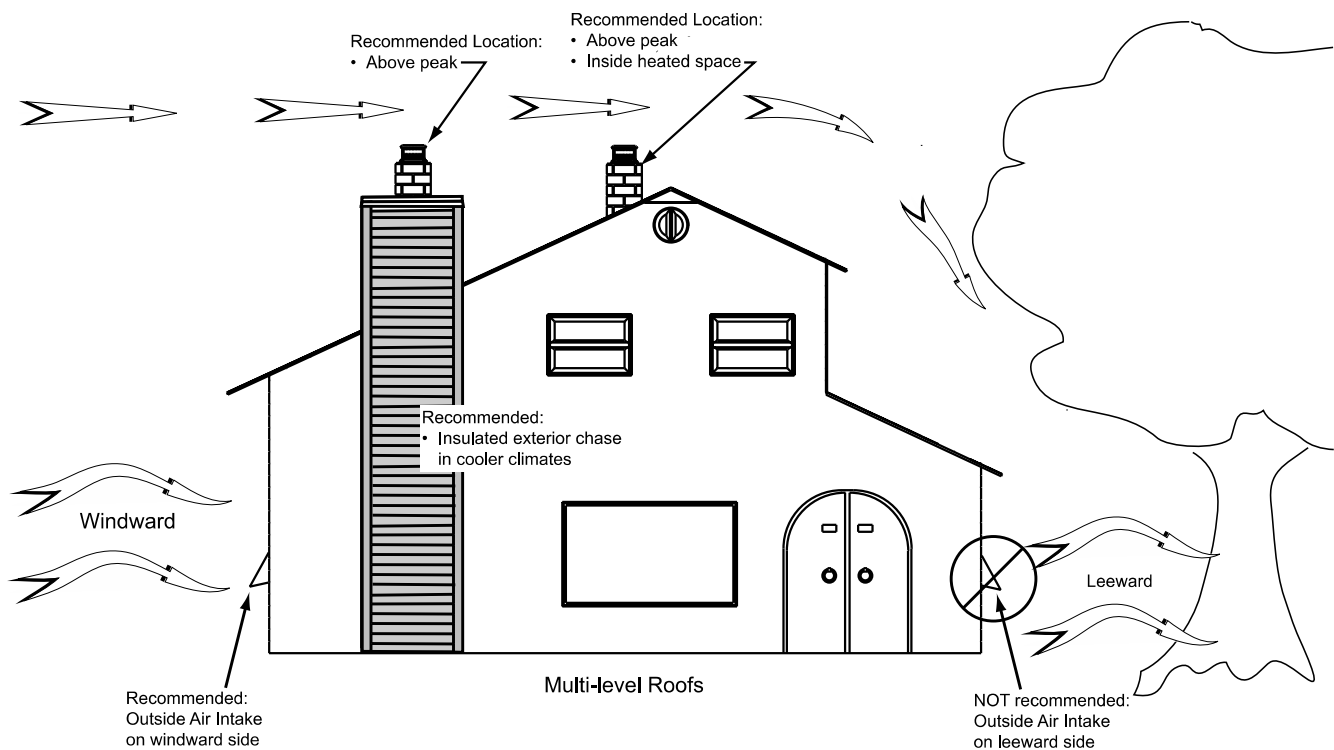 Recommended Location:
• Above peak
Recommended Location:
• Above peak
• Inside heated space
Recommended:
• Insulated exterior chase
in cooler climates
Windward
Leeward
Recommended:
Outside Air Intake
on windward side
Multi-level Roofs
NOT recommended:
Outside Air Intake
on leeward side